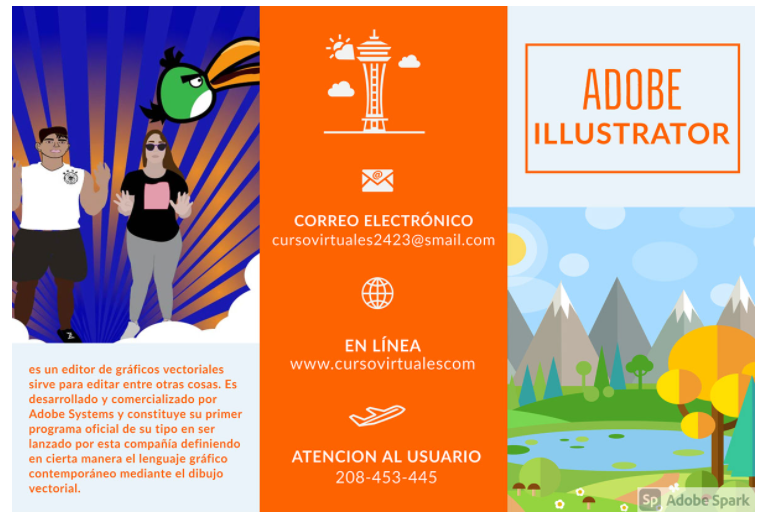 es un editor de gráficos vectoriales
sirve para editar entre otras cosas. Es
desarrollado y comercializado por
Adobe Systems y constituye su primer
programa oficial de su tipo en ser
lanzado por esta compañía definiendo
en cierta manera el lenguaje gráfico
contemporáneo mediante el dibujo
vectorial.
CORREO ELECTRÓNICO
cursovirtuales2423@smail.com
EN LÍNEA
www.cursovirtualescom
ATENCION AL USUARIO
208-453-445
ADOBE
ILLUSTRATOR
Sp Adobe Spark